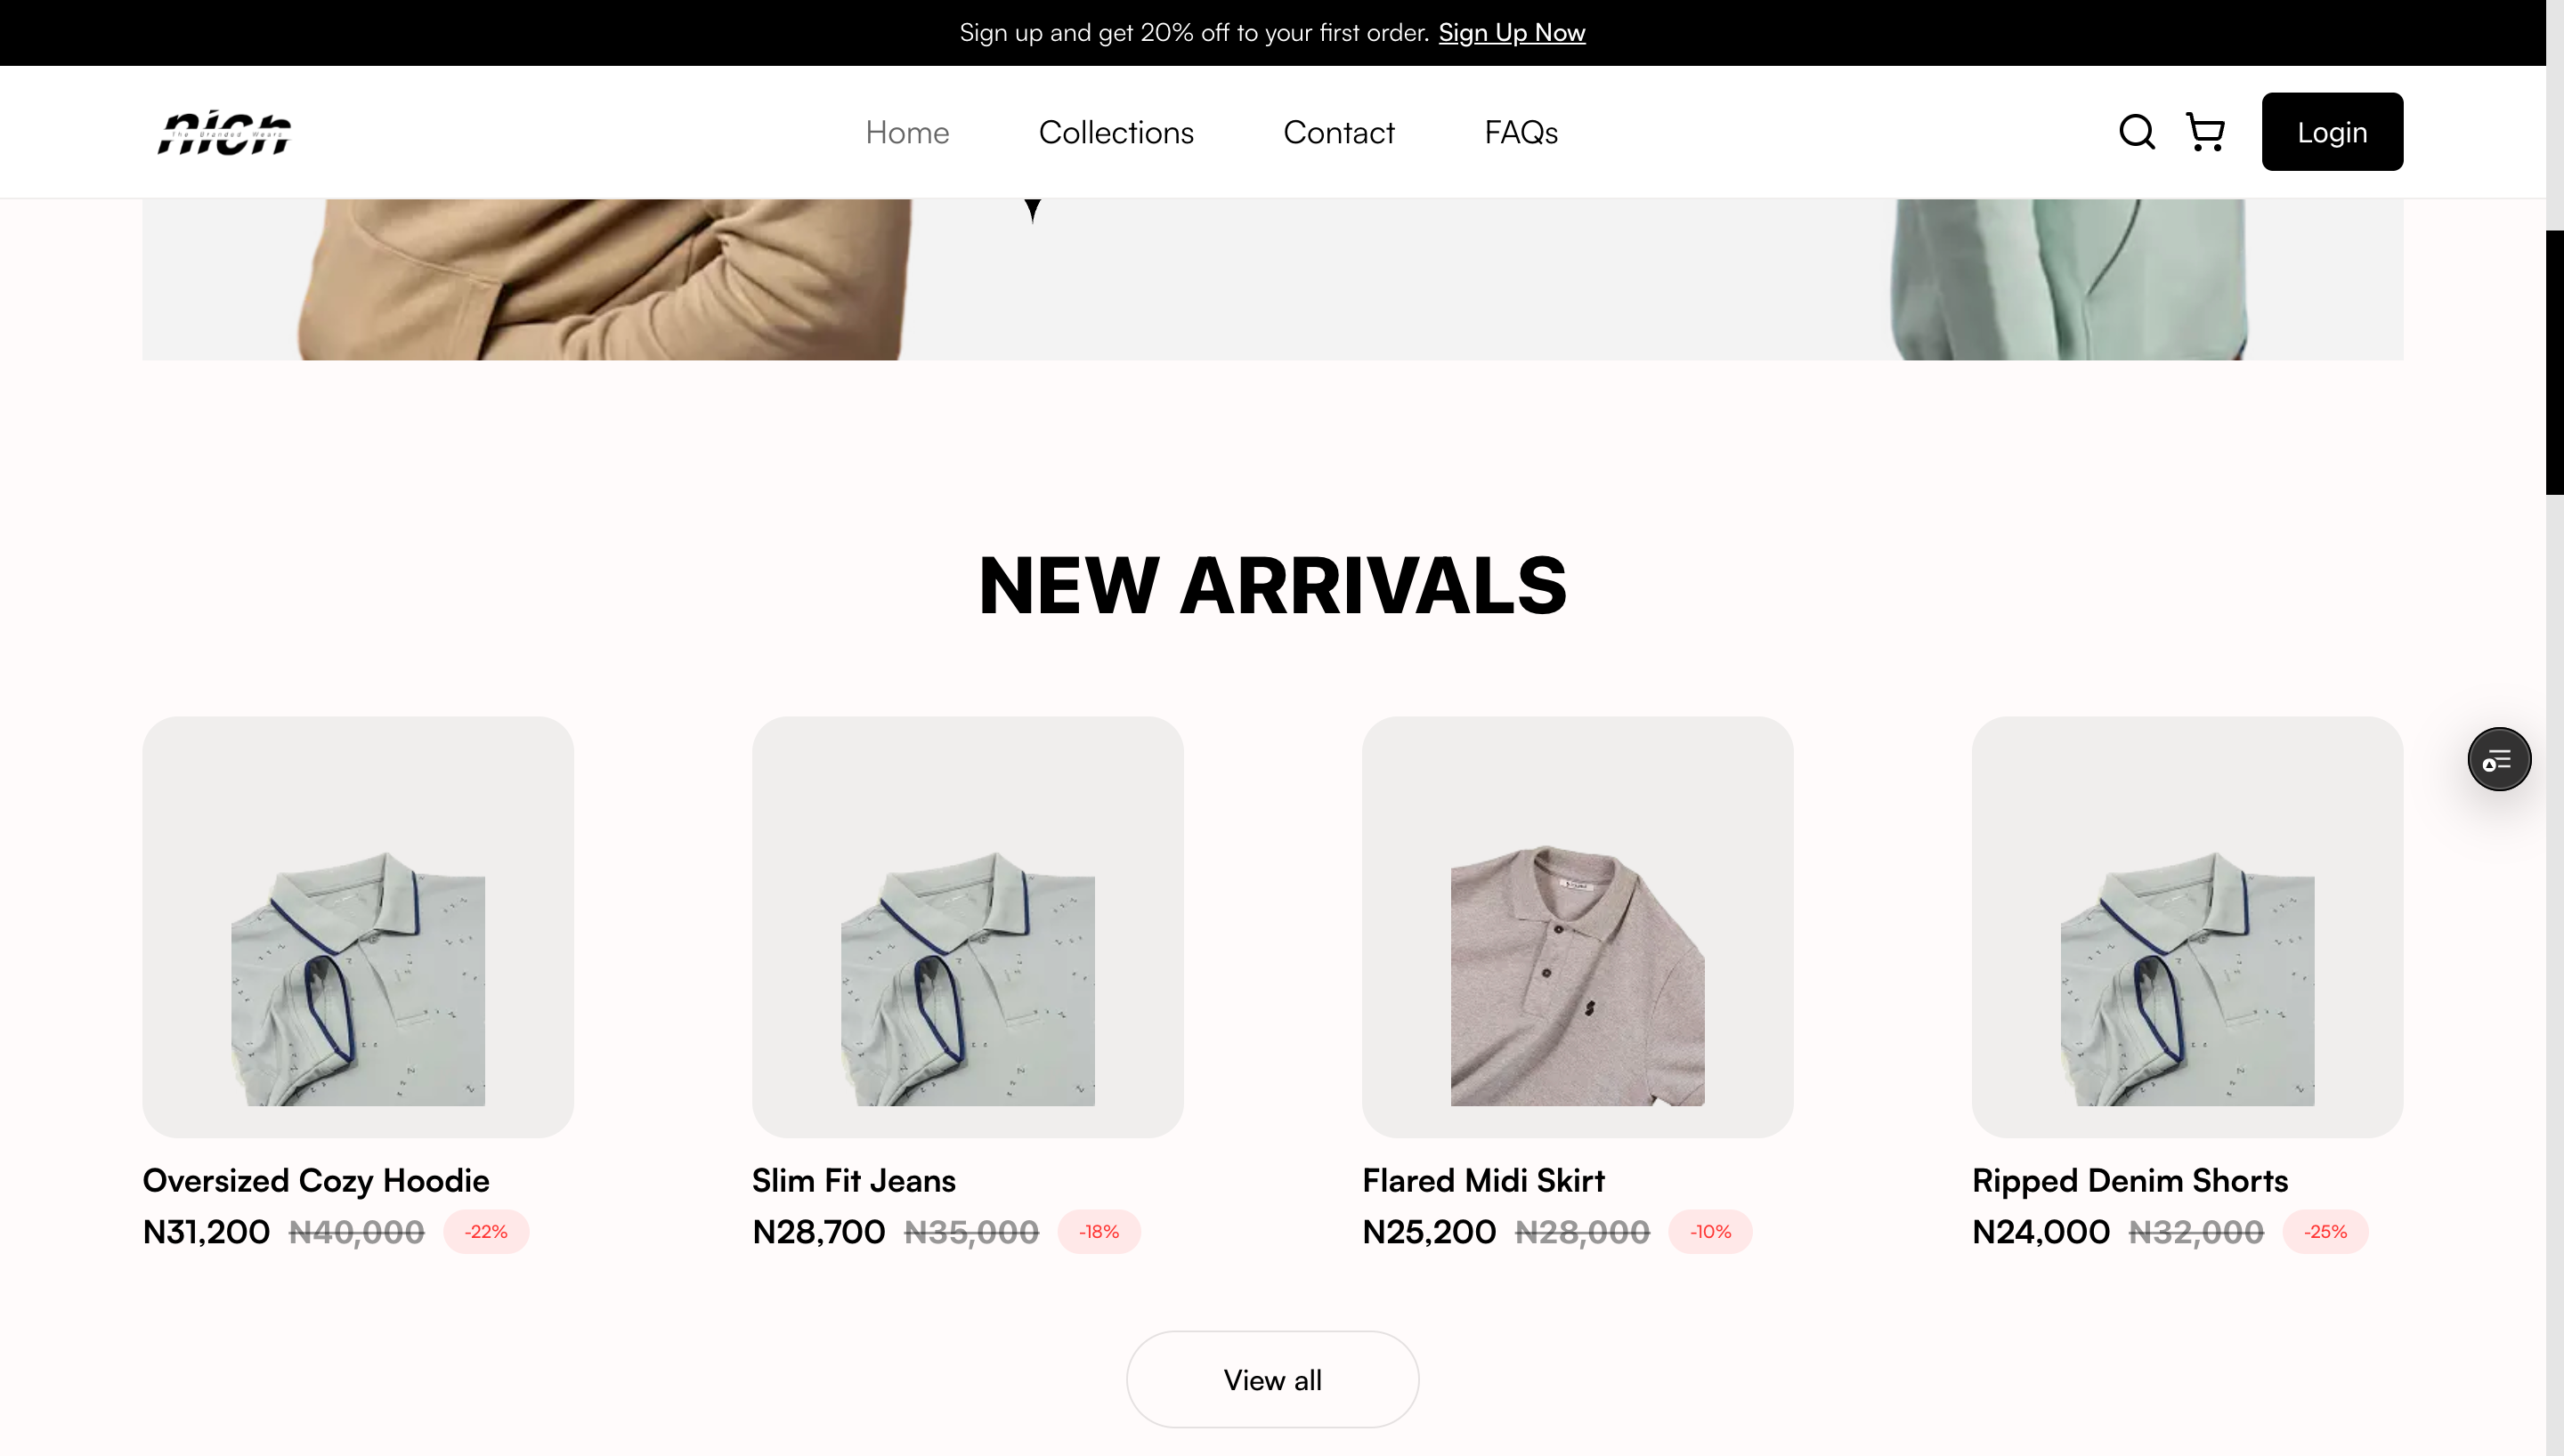 Sign up and get 20% off to your first order. Sign Up Now
nicn
The Branded Wears
Home
Collections
Contact
FAQs
Login
NEW ARRIVALS
Oversized Cozy Hoodie
N31,200 N40,000 -22%
Slim Fit Jeans
N28,700 N35,000 -18%
Flared Midi Skirt
N25,200 N28,000 -10%
Ripped Denim Shorts
N24,000 N32,000 -25%
View all